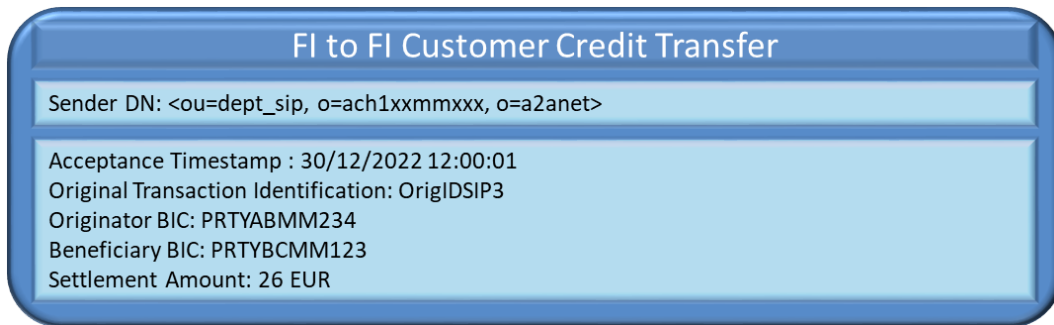 FI to FI Customer Credit Transfer
Sender DN: <ou=dept_sip, o=ach1xxmmxxx, o=a2anet>
Acceptance Timestamp : 30/12/2022 12:00:01
Original Transaction Identification: OrigIDSIP3
Originator BIC: PRTYABMM234
Beneficiary BIC: PRTYBCMM123
Settlement Amount: 26 EUR